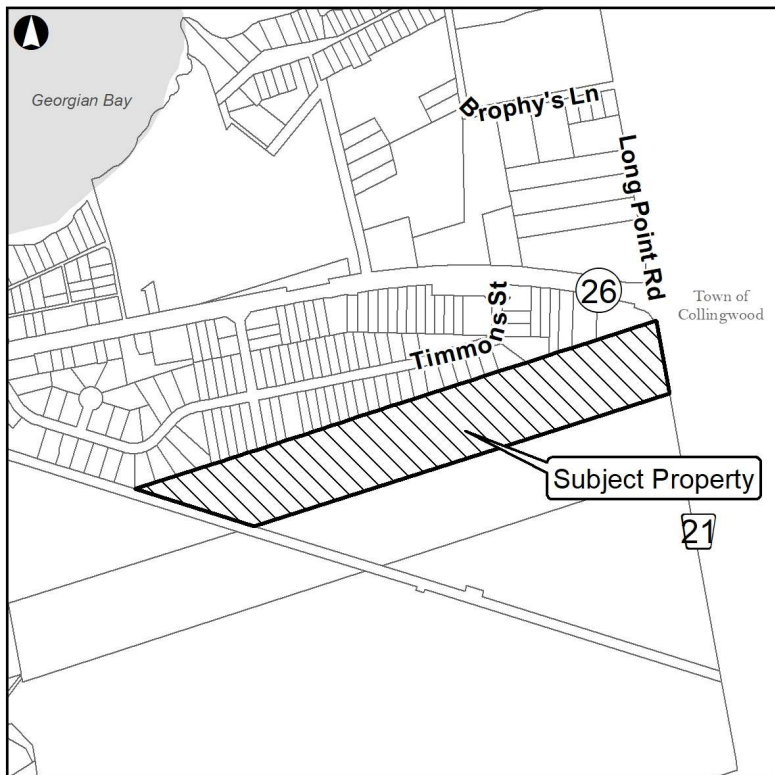 Georgian Bay
Brophy's Ln
Long Point Rd
26
Town of
Collingwood
Timmons St
Subject Property
21